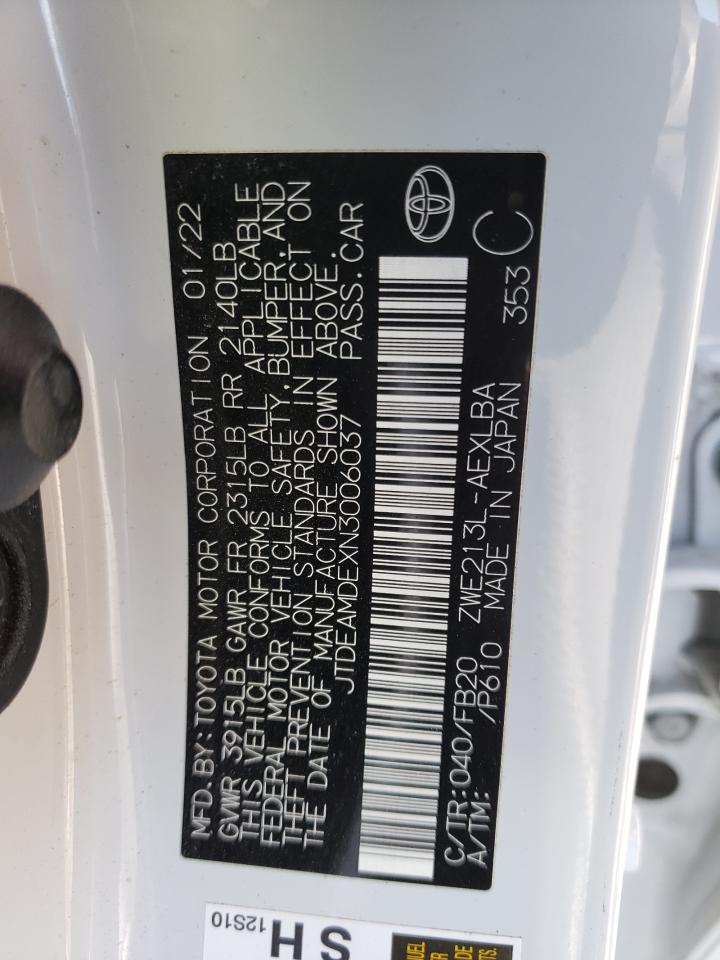 MFD. BY: TOYOTA MOTOR CORPORATION 01/22
GVWR 3915LB GAWR FR 2315LB RR 2140LB
THIS VEHICLE CONFORMS TO ALL APPLICABLE
FEDERAL MOTOR VEHICLE SAFETY, BUMPER, AND
THEFT PREVENTION STANDARDS IN EFFECT ON
THE DATE OF MANUFACTURE SHOWN ABOVE.
JTDEAMDEXN3006037 PASS. CAR
C/TR: 040/FB20 ZWE213L-AEXLBA 353 C
A/TM: -/P610 MADE IN JAPAN
SH
12S10